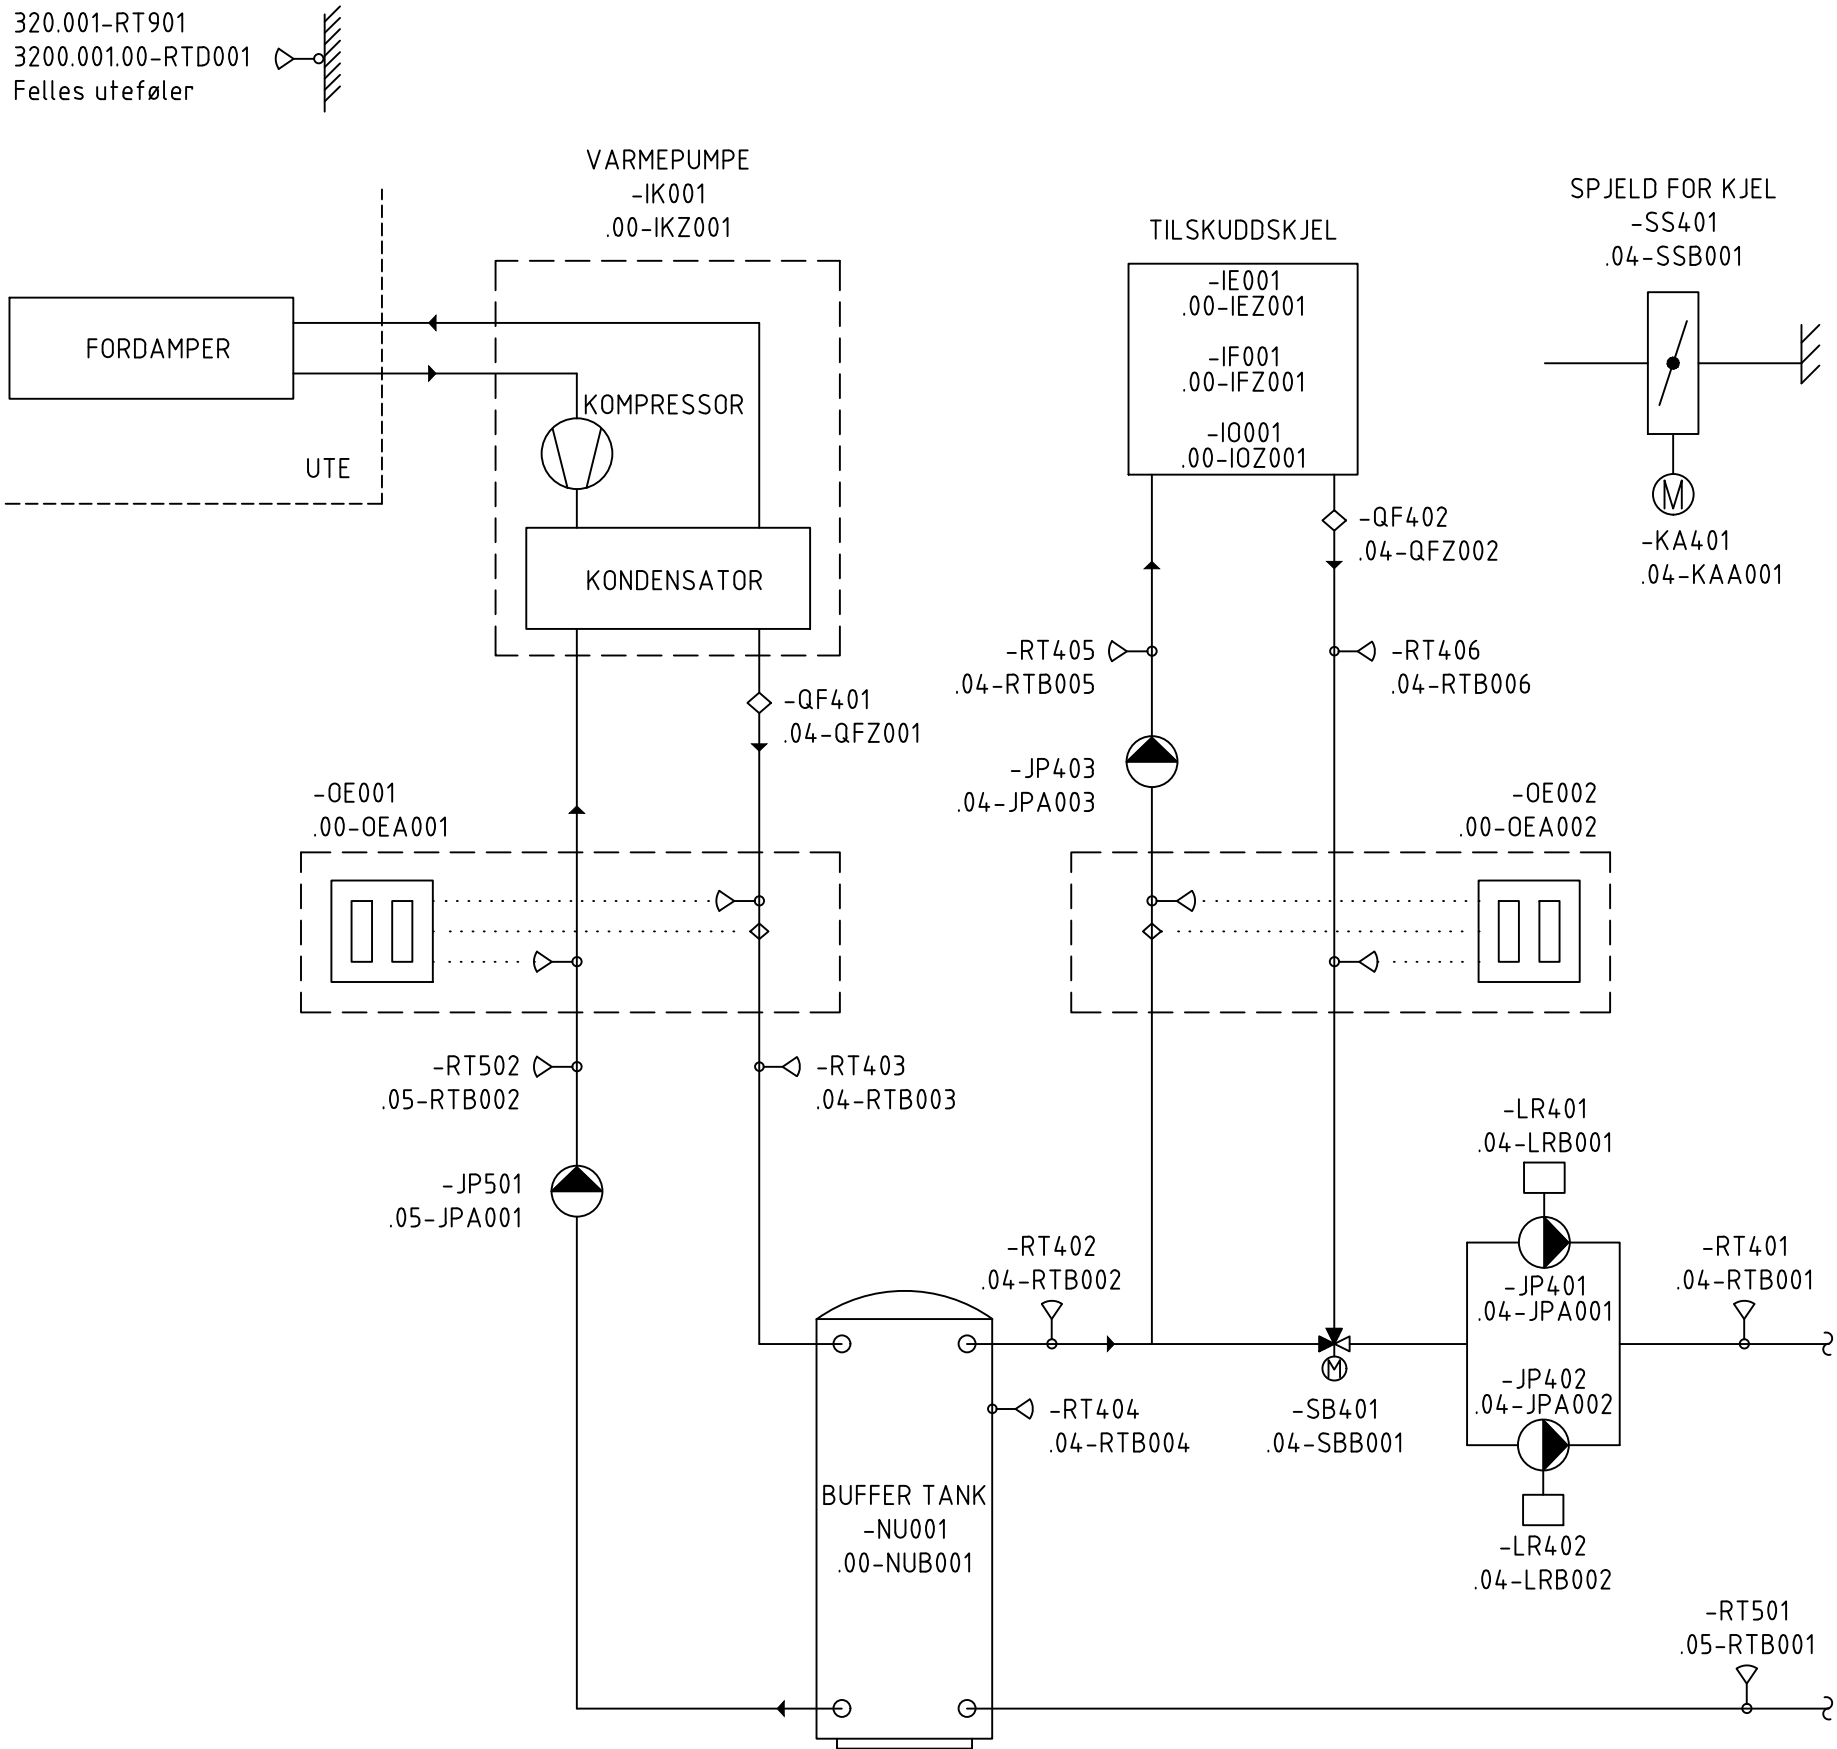 320.001-RT901
3200.001.00-RTD001
Felles uteføler
VARMEPUMPE
-IK001
.00-IKZ001
FORDAMPER
UTE
KOMPRESSOR
KONDENSATOR
TILSKUDDSKJEL
-IE001
.00-IEZ001
-IF001
.00-IFZ001
-IO001
.00-IOZ001
SPJELD FOR KJEL
-SS401
.04-SSB001
M
-KA401
.04-KAA001
-QF402
.04-QFZ002
-RT405
.04-RTB005
-RT406
.04-RTB006
-QF401
.04-QFZ001
-JP403
.04-JPA003
-OE001
.00-OEA001
-OE002
.00-OEA002
-RT502
.05-RTB002
-RT403
.04-RTB003
-JP501
.05-JPA001
-LR401
.04-LRB001
-RT402
.04-RTB002
-JP401
.04-JPA001
-RT401
.04-RTB001
M
-SB401
.04-SBB001
-JP402
.04-JPA002
-RT404
.04-RTB004
BUFFER TANK
-NU001
.00-NUB001
-LR402
.04-LRB002
-RT501
.05-RTB001